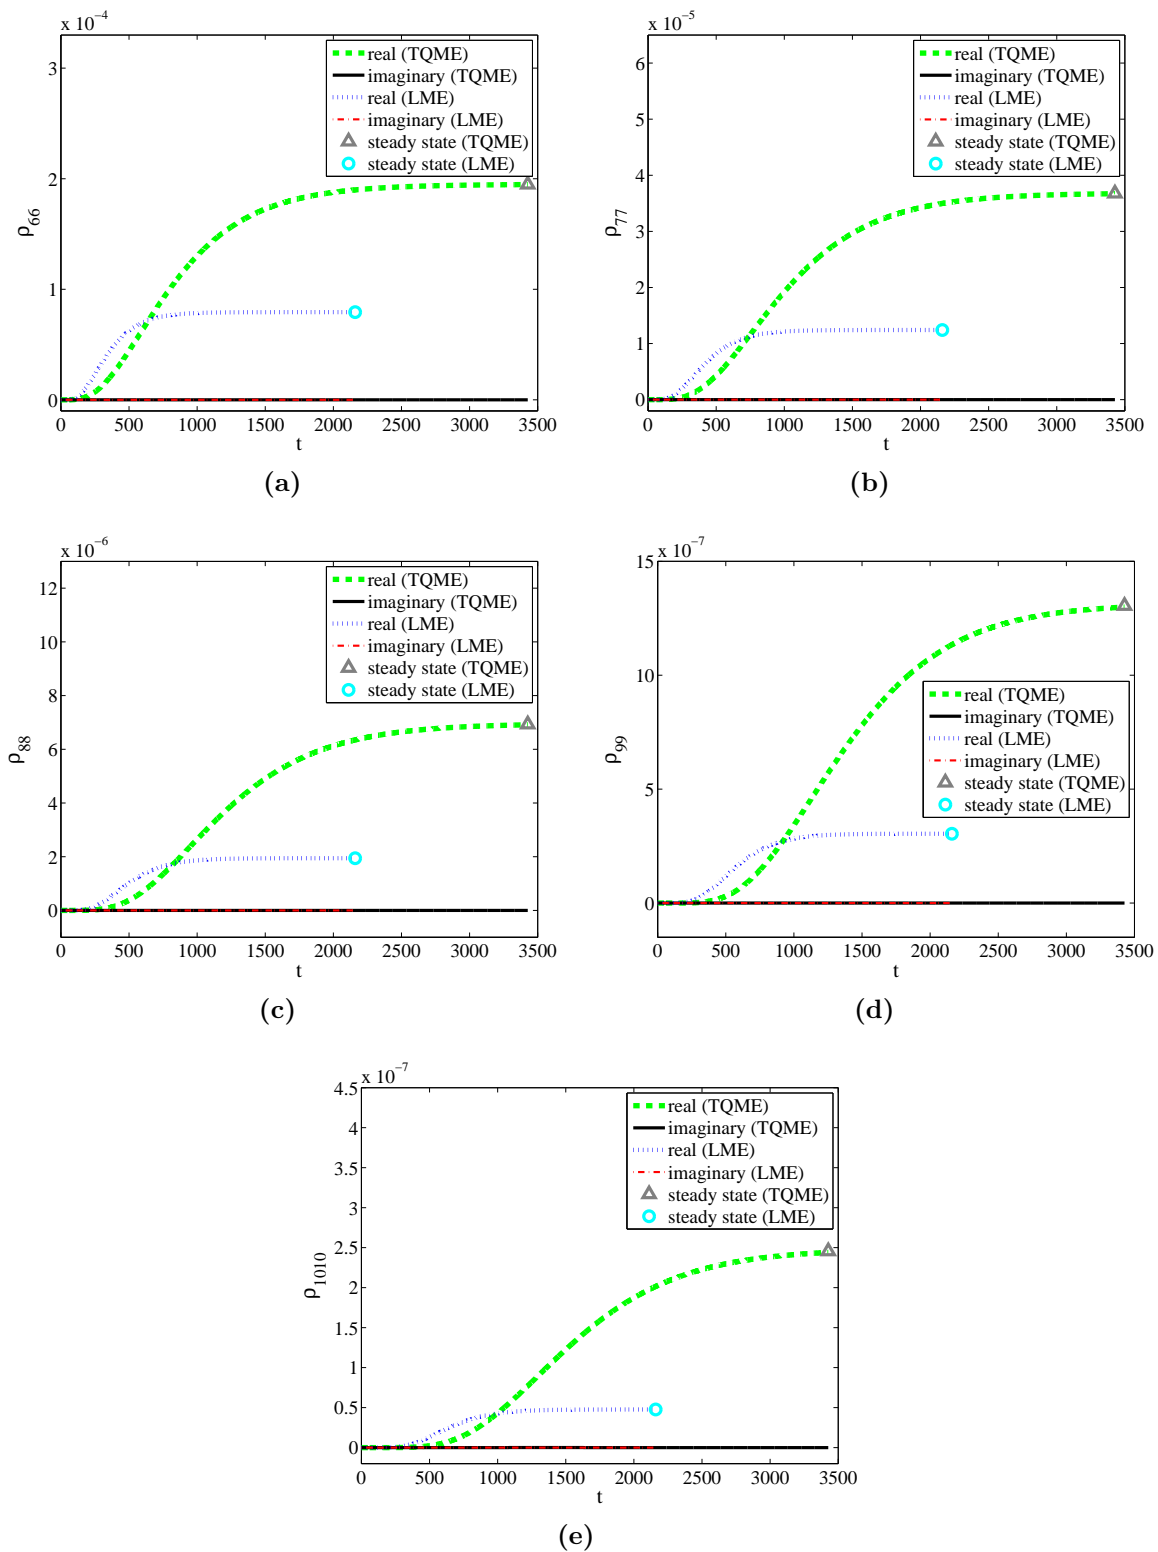 x 10⁻⁴
3
2
1
0
ρ₆₆
real (TQME)
imaginary (TQME)
real (LME)
imaginary (LME)
steady state (TQME)
steady state (LME)
0 500 1000 1500 2000 2500 3000 3500
t
(a)
x 10⁻⁵
6
5
4
3
2
1
0
ρ₇₇
real (TQME)
imaginary (TQME)
real (LME)
imaginary (LME)
steady state (TQME)
steady state (LME)
0 500 1000 1500 2000 2500 3000 3500
t
(b)
x 10⁻⁶
12
10
8
6
4
2
0
ρ₈₈
real (TQME)
imaginary (TQME)
real (LME)
imaginary (LME)
steady state (TQME)
steady state (LME)
0 500 1000 1500 2000 2500 3000 3500
t
(c)
x 10⁻⁷
15
10
5
0
ρ₉₉
real (TQME)
imaginary (TQME)
real (LME)
imaginary (LME)
steady state (TQME)
steady state (LME)
0 500 1000 1500 2000 2500 3000 3500
t
(d)
x 10⁻⁷
4.5
4
3.5
3
2.5
2
1.5
1
0.5
0
ρ₁₀₁₀
real (TQME)
imaginary (TQME)
real (LME)
imaginary (LME)
steady state (TQME)
steady state (LME)
0 500 1000 1500 2000 2500 3000 3500
t
(e)